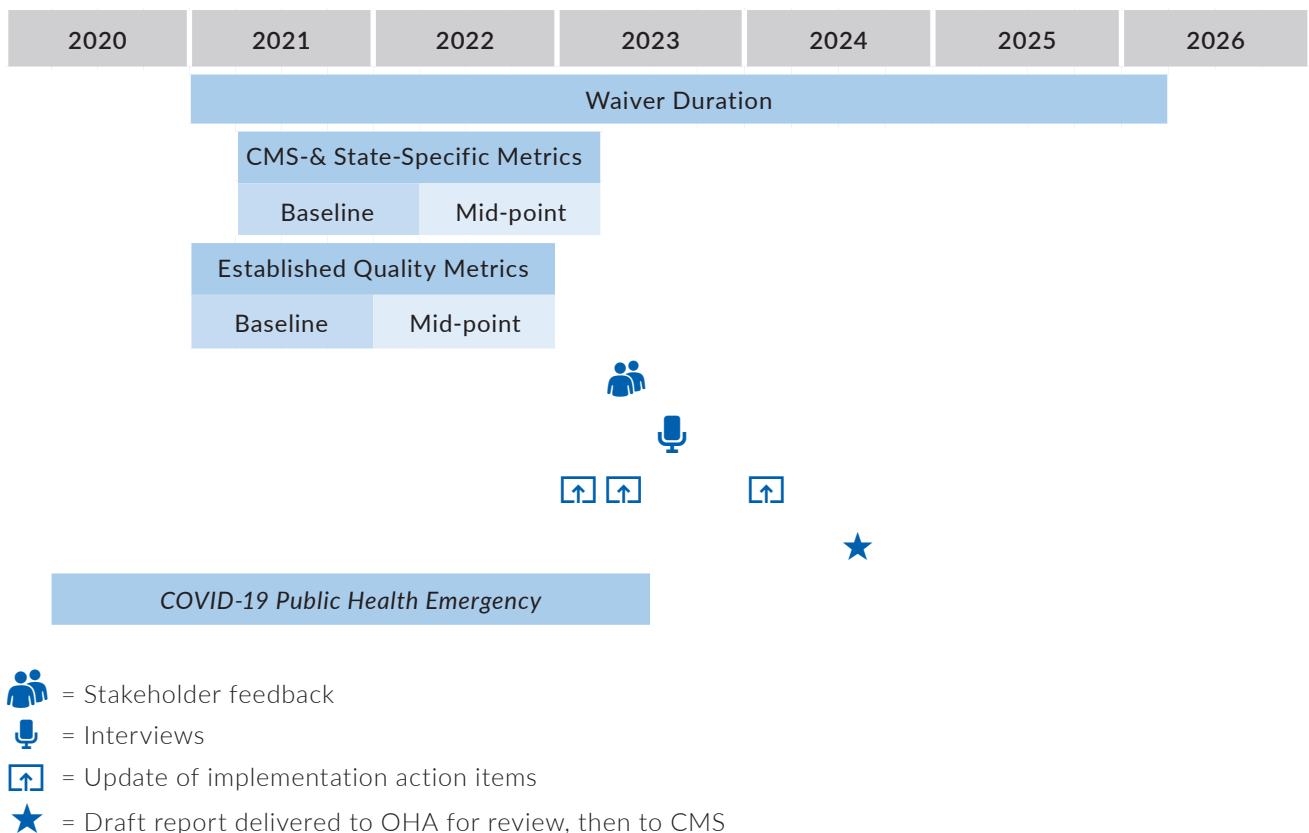 2020 2021 2022 2023 2024 2025 2026
Waiver Duration
CMS-& State-Specific Metrics
Baseline Mid-point
Established Quality Metrics
Baseline Mid-point
COVID-19 Public Health Emergency
= Stakeholder feedback
= Interviews
= Update of implementation action items
= Draft report delivered to OHA for review, then to CMS